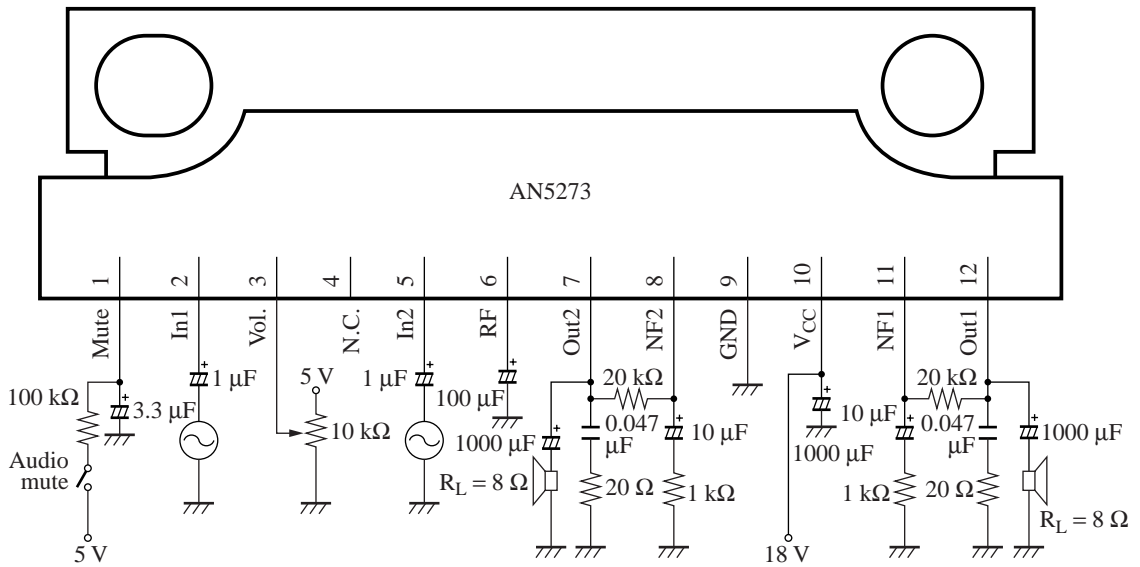 AN5273
1 2 3 4 5 6 7 8 9 10 11 12
Mute In1 Vol. N.C. In2 RF Out2 NF2 GND VCC NF1 Out1
100 kΩ
3.3 µF
Audio
mute
5 V
1 µF
5 V
10 kΩ
1 µF
100 µF
1000 µF
RL = 8 Ω
20 kΩ
0.047
µF
20 Ω
10 µF
1 kΩ
1000 µF
18 V
10 µF
1 kΩ
20 kΩ
0.047
µF
20 Ω
1000 µF
RL = 8 Ω